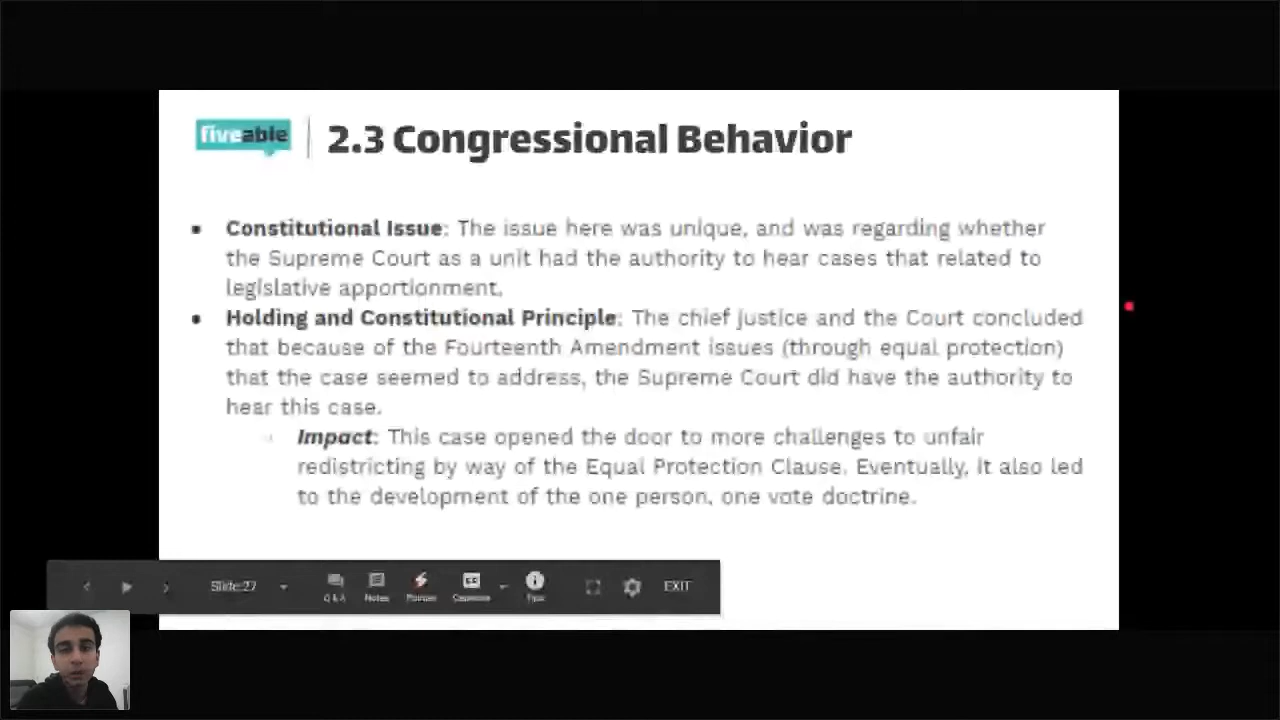 fiveable
2.3 Congressional Behavior
Constitutional Issue: The issue here was unique, and was regarding whether
the Supreme Court as a unit had the authority to hear cases that related to
legislative apportionment.
Holding and Constitutional Principle: The chief justice and the Court concluded
that because of the Fourteenth Amendment issues (through equal protection)
that the case seemed to address, the Supreme Court did have the authority to
hear this case.
Impact: This case opened the door to more challenges to unfair
redistricting by way of the Equal Protection Clause. Eventually, it also led
to the development of the one person, one vote doctrine.
Slide: 27
Q & A
Notes
Pointer
CC
Captions
Tips
EXIT